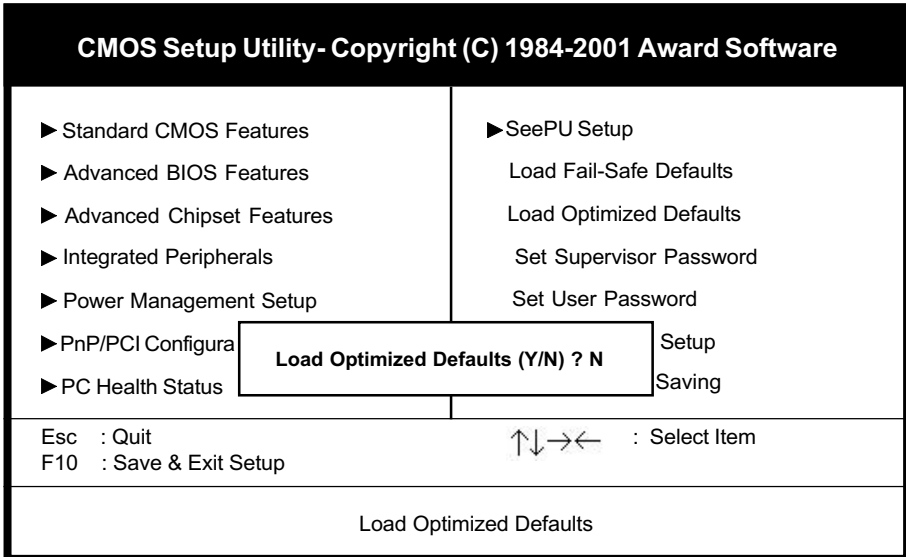 CMOS Setup Utility- Copyright (C) 1984-2001 Award Software
▶ Standard CMOS Features
▶ Advanced BIOS Features
▶ Advanced Chipset Features
▶ Integrated Peripherals
▶ Power Management Setup
▶ PnP/PCI Configura
▶ PC Health Status
▶ SeePU Setup
Load Fail-Safe Defaults
Load Optimized Defaults
Set Supervisor Password
Set User Password
Setup
Saving
Load Optimized Defaults (Y/N) ? N
Esc : Quit
F10 : Save & Exit Setup
↑↓→← : Select Item
Load Optimized Defaults